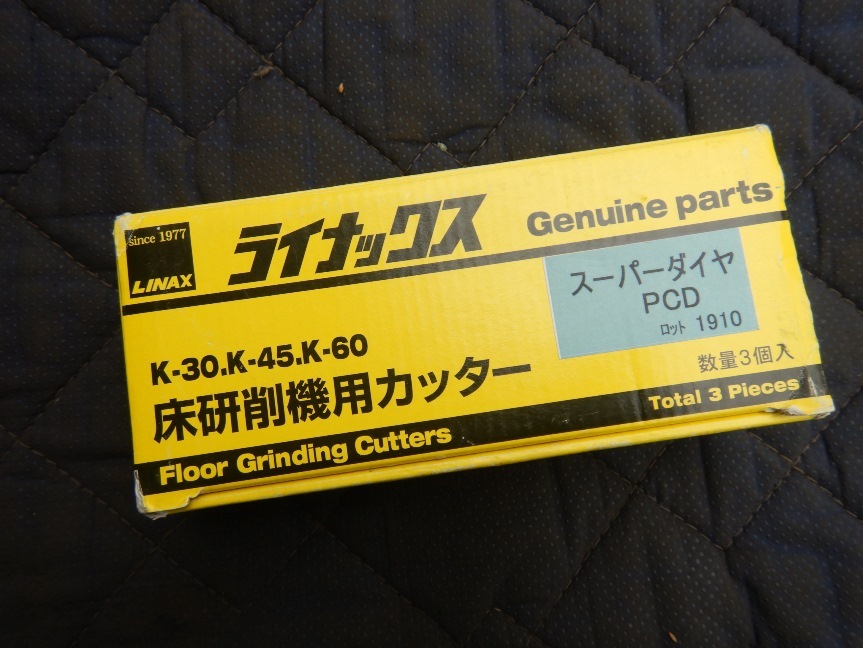 since 1977
LINAX
ライナックス
Genuine parts
スーパーダイヤ
PCD
ロット 1910
K-30.K-45.K-60
数量3個入
床研削機用カッター
Total 3 Pieces
Floor Grinding Cutters